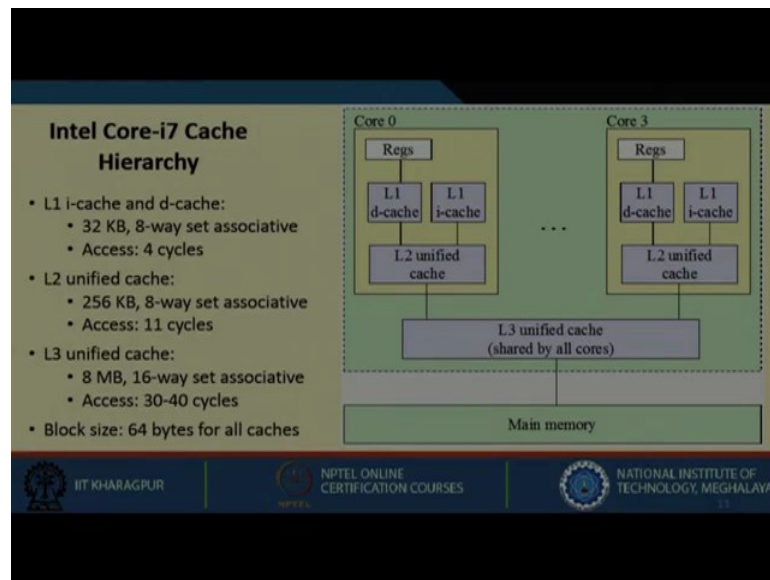 Intel Core-i7 Cache
Hierarchy
• L1 i-cache and d-cache:
• 32 KB, 8-way set associative
• Access: 4 cycles
• L2 unified cache:
• 256 KB, 8-way set associative
• Access: 11 cycles
• L3 unified cache:
• 8 MB, 16-way set associative
• Access: 30-40 cycles
• Block size: 64 bytes for all caches
Core 0
Regs
L1
d-cache
L1
i-cache
L2 unified
cache
...
Core 3
Regs
L1
d-cache
L1
i-cache
L2 unified
cache
L3 unified cache
(shared by all cores)
Main memory
IIT KHARAGPUR
NPTEL
NPTEL ONLINE
CERTIFICATION COURSES
NATIONAL INSTITUTE OF
TECHNOLOGY, MEGHALAYA
11